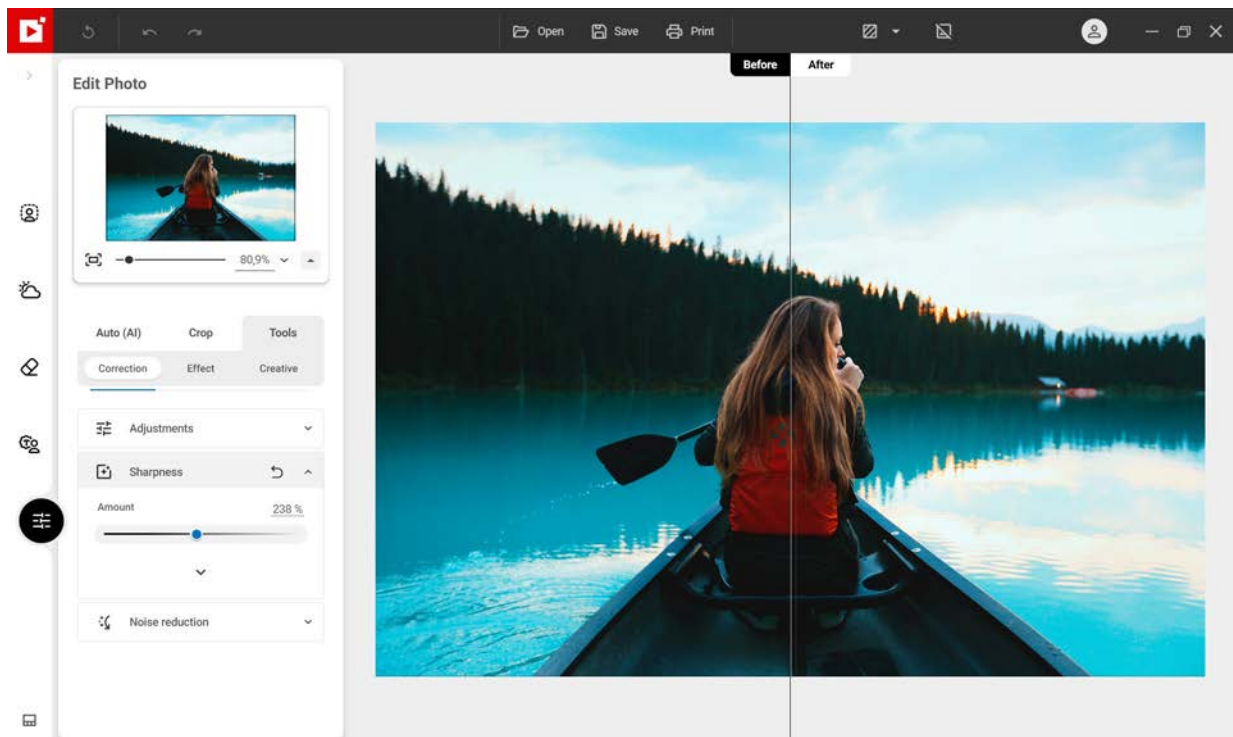 Open Save Print
Before After
Edit Photo
80,9%
Auto (AI) Crop Tools
Correction Effect Creative
Adjustments
Sharpness
Amount 238 %
Noise reduction